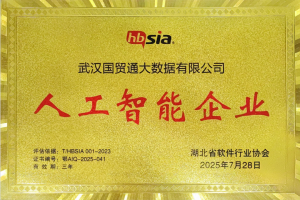 hbsia
武汉国贸通大数据有限公司
人工智能企业
评估依据：T/HBSIA 001-2023
证书编号：鄂AIQ-2025-041
有效期：三年
湖北省软件行业协会
2025年7月28日